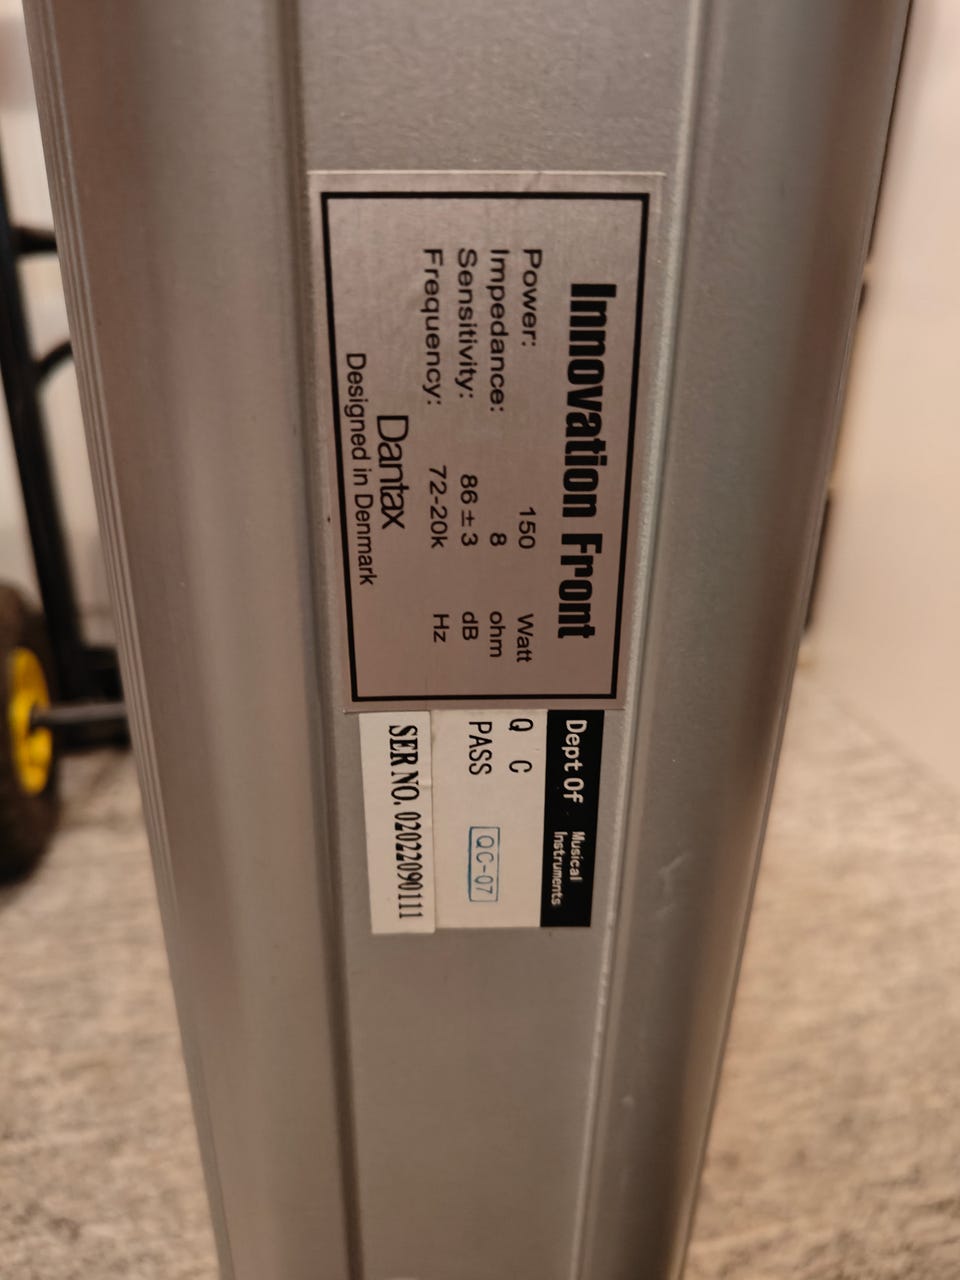 Innovation Front
Power: 150 Watt
Impedance: 8 ohm
Sensitivity: 86±3 dB
Frequency: 72-20k Hz
Dantax
Designed in Denmark
Dept Of Musical Instruments
Q C
PASS QC-07
SER NO. 02022090111